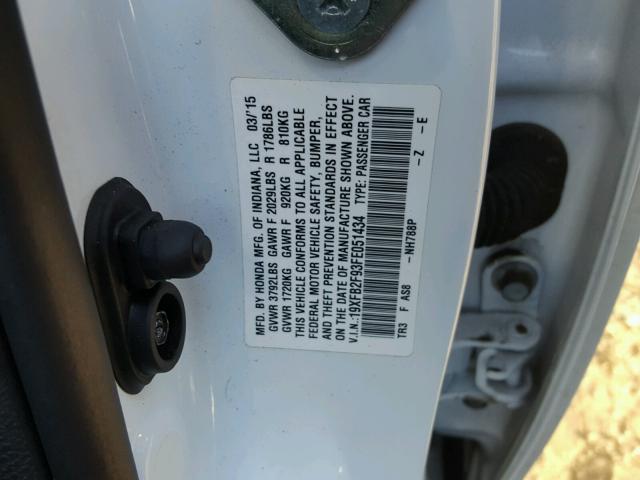 MFD. BY HONDA MFG. OF INDIANA, LLC 03/'15
GVWR 3792LBS GAWR F 2029LBS R 1786LBS
GVWR 1720KG GAWR F 920KG R 810KG
THIS VEHICLE CONFORMS TO ALL APPLICABLE
FEDERAL MOTOR VEHICLE SAFETY, BUMPER,
AND THEFT PREVENTION STANDARDS IN EFFECT
ON THE DATE OF MANUFACTURE SHOWN ABOVE.
V.I.N.:19XFB2F93FE051434 TYPE: PASSENGER CAR
TR3 F AS8 –NH788P –Z –E